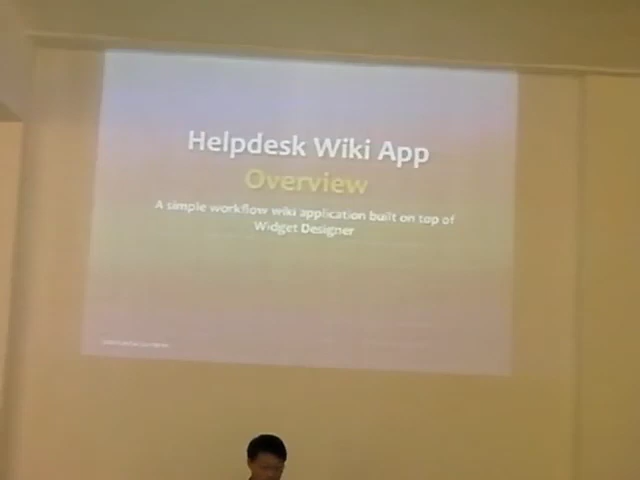 Helpdesk Wiki App
Overview
A simple workflow wiki application built on top of
Widget Designer